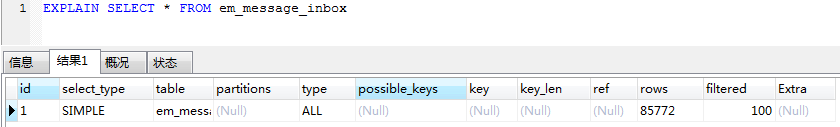 1 EXPLAIN SELECT * FROM em_message_inbox
信息 结果1 概况 状态
id select_type table partitions type possible_keys key key_len ref rows filtered Extra
1 SIMPLE em_messa (Null) ALL (Null) (Null) (Null) (Null) 85772 100 (Null)